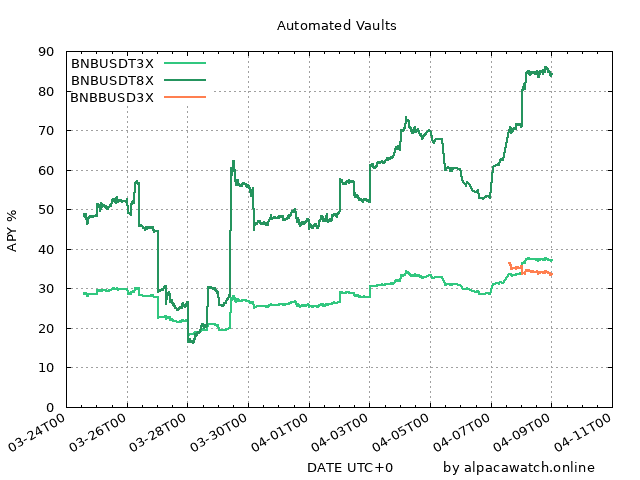 Automated Vaults
BNBUSDT3X
BNBUSDT8X
BNBBUSD3X
APY %
90
80
70
60
50
40
30
20
10
0
03-24T00
03-26T00
03-28T00
03-30T00
04-01T00
04-03T00
04-05T00
04-07T00
04-09T00
04-11T00
DATE UTC+0
by alpacawatch.online